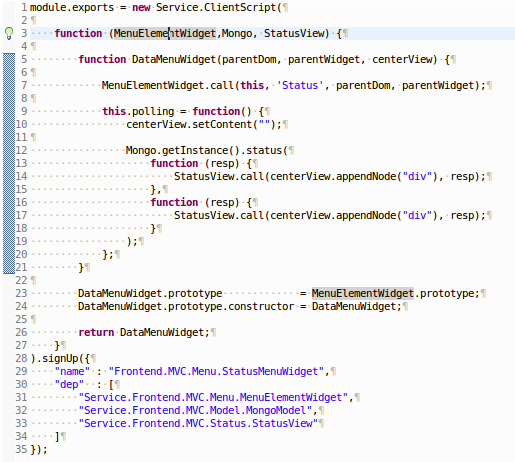 1 module.exports = new Service.ClientScript(¶
2 ¶
3 ····function (MenuElementWidget,Mongo, StatusView) {¶
4 ¶
5 ········function DataMenuWidget(parentDom, parentWidget, centerView) {¶
6 ¶
7 ············MenuElementWidget.call(this, 'Status', parentDom, parentWidget);¶
8 ¶
9 ············this.polling = function() {¶
10 ················centerView.setContent("");¶
11 ¶
12 ················Mongo.getInstance().status(¶
13 ····················function (resp) {¶
14 ························StatusView.call(centerView.appendNode("div"), resp);¶
15 ····················},¶
16 ····················function (resp) {¶
17 ························StatusView.call(centerView.appendNode("div"), resp);¶
18 ····················}¶
19 ················);¶
20 ············};¶
21 ········}¶
22 ¶
23 ········DataMenuWidget.prototype             = MenuElementWidget.prototype;¶
24 ········DataMenuWidget.prototype.constructor = DataMenuWidget;¶
25 ¶
26 ········return DataMenuWidget;¶
27 ····}¶
28 ).signUp({¶
29 ····"name" : "Frontend.MVC.Menu.StatusMenuWidget",¶
30 ····"dep"  : [¶
31 ········"Service.Frontend.MVC.Menu.MenuElementWidget",¶
32 ········"Service.Frontend.MVC.Model.MongoModel",¶
33 ········"Service.Frontend.MVC.Status.StatusView"¶
34 ····]¶
35 });